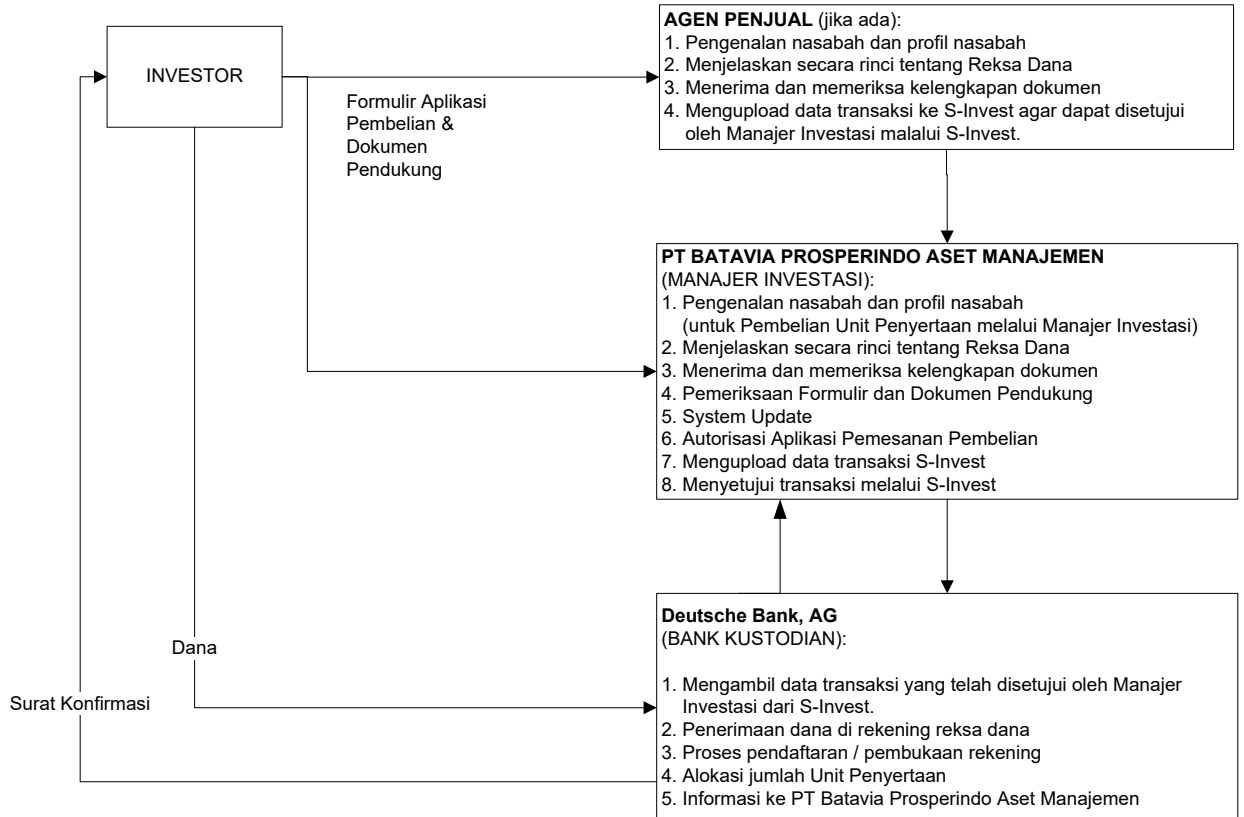 INVESTOR
Formulir Aplikasi
Pembelian &
Dokumen
Pendukung
AGEN PENJUAL (jika ada):
1. Pengenalan nasabah dan profil nasabah
2. Menjelaskan secara rinci tentang Reksa Dana
3. Menerima dan memeriksa kelengkapan dokumen
4. Mengupload data transaksi ke S-Invest agar dapat disetujui
oleh Manajer Investasi malalui S-Invest.
PT BATAVIA PROSPERINDO ASET MANAJEMEN
(MANAJER INVESTASI):
1. Pengenalan nasabah dan profil nasabah
(untuk Pembelian Unit Penyertaan melalui Manajer Investasi)
2. Menjelaskan secara rinci tentang Reksa Dana
3. Menerima dan memeriksa kelengkapan dokumen
4. Pemeriksaan Formulir dan Dokumen Pendukung
5. System Update
6. Autorisasi Aplikasi Pemesanan Pembelian
7. Mengupload data transaksi S-Invest
8. Menyetujui transaksi melalui S-Invest
Dana
Surat Konfirmasi
Deutsche Bank, AG
(BANK KUSTODIAN):
1. Mengambil data transaksi yang telah disetujui oleh Manajer
Investasi dari S-Invest.
2. Penerimaan dana di rekening reksa dana
3. Proses pendaftaran / pembukaan rekening
4. Alokasi jumlah Unit Penyertaan
5. Informasi ke PT Batavia Prosperindo Aset Manajemen